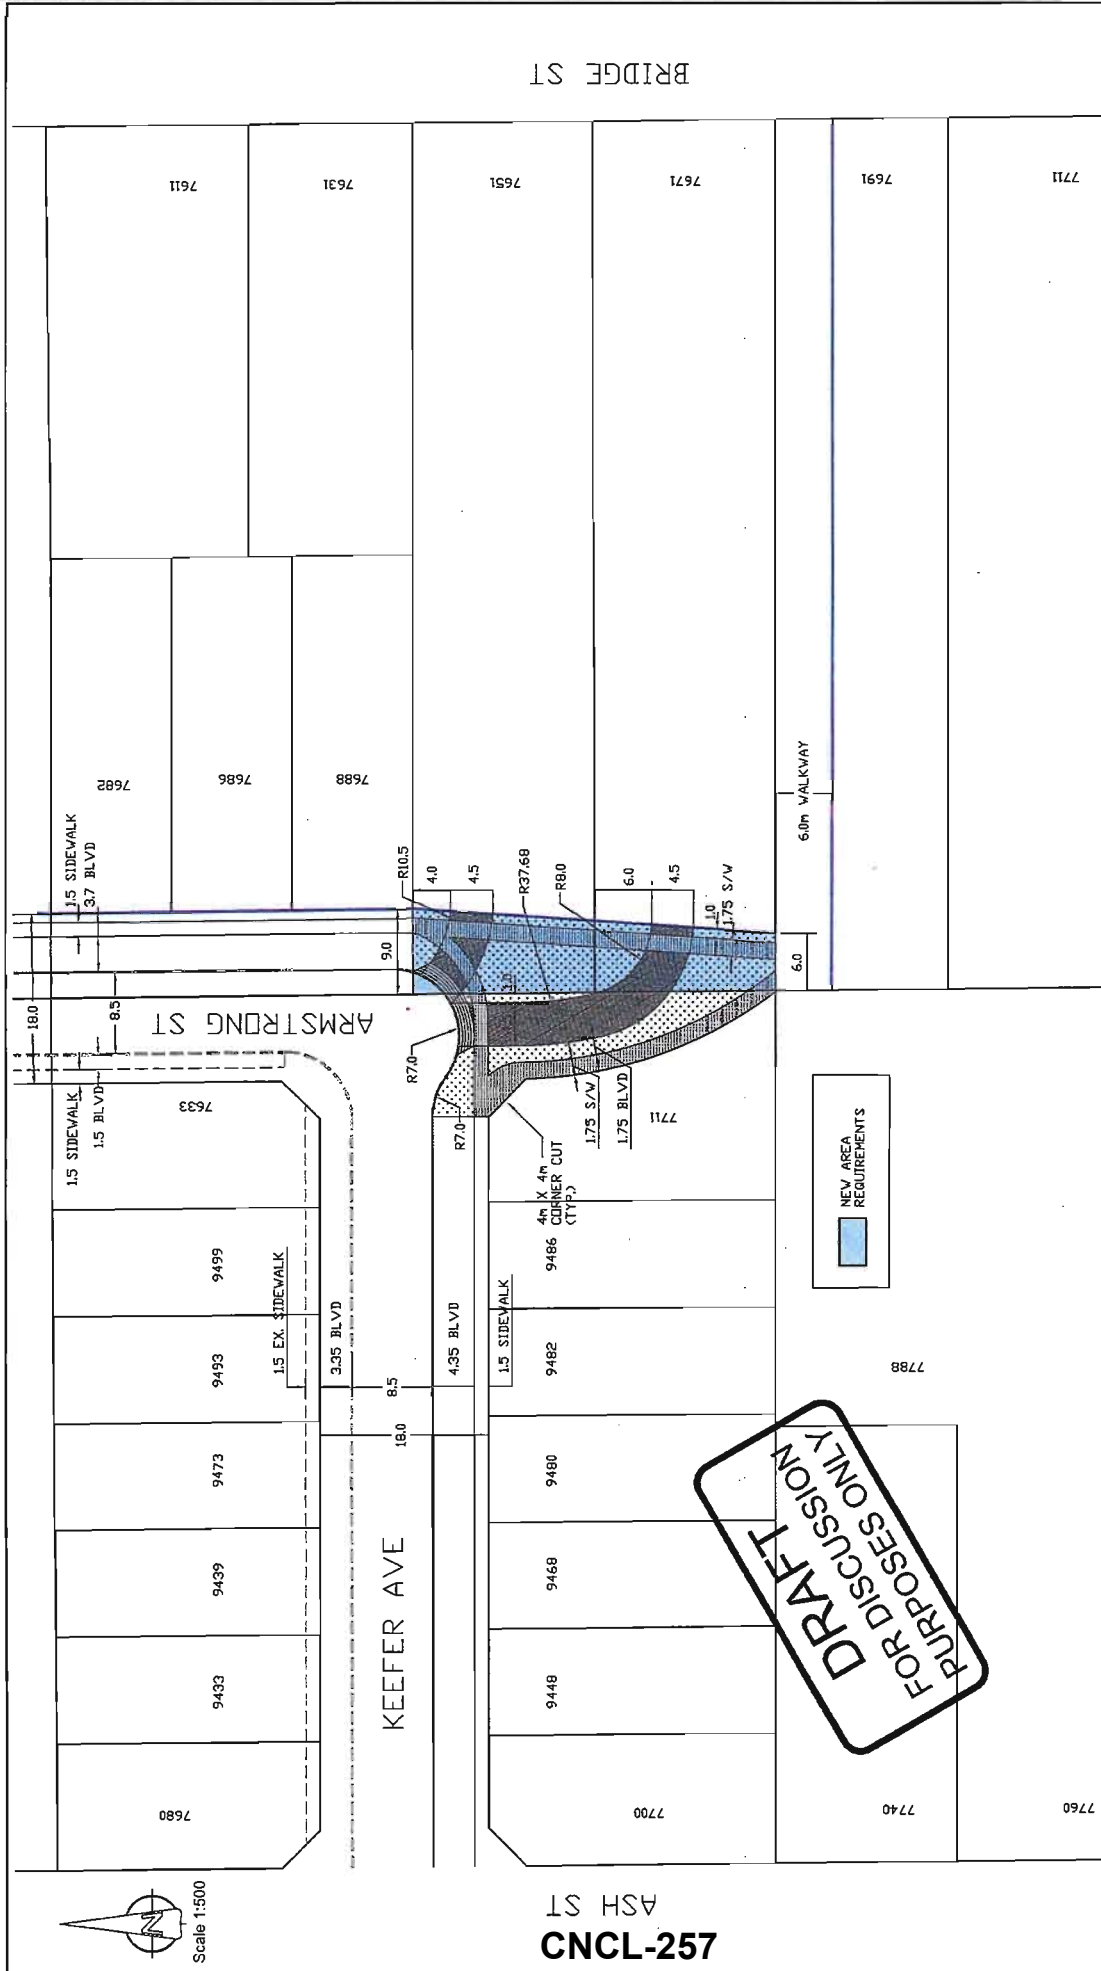 BRIDGE ST
7611
7631
7651
7671
7691
7711
7682
7686
7688
1.5 SIDEWALK
3.7 BLVD
18.0
8.5
9.0
ARMSTRONG ST
R10.5
4.0
4.5
R37.68
R8.0
6.0
4.5
1.0
1.75 S/W
6.0
6.0m WALKWAY
1.5 SIDEWALK
1.5 BLVD
7633
R7.0
R7.0
4m X 4m
CORNER CUT
(TYP.)
1.75 S/W
1.75 BLVD
7711
NEW AREA
REQUIREMENTS
9499
9493
9473
9439
9433
7680
1.5 EX. SIDEWALK
3.35 BLVD
8.5
18.0
4.35 BLVD
1.5 SIDEWALK
KEEFER AVE
9486
9482
9480
9468
9448
7700
7788
7740
7760
DRAFT
FOR DISCUSSION
PURPOSES ONLY
N
Scale 1:500
ASH ST
CNCL-257